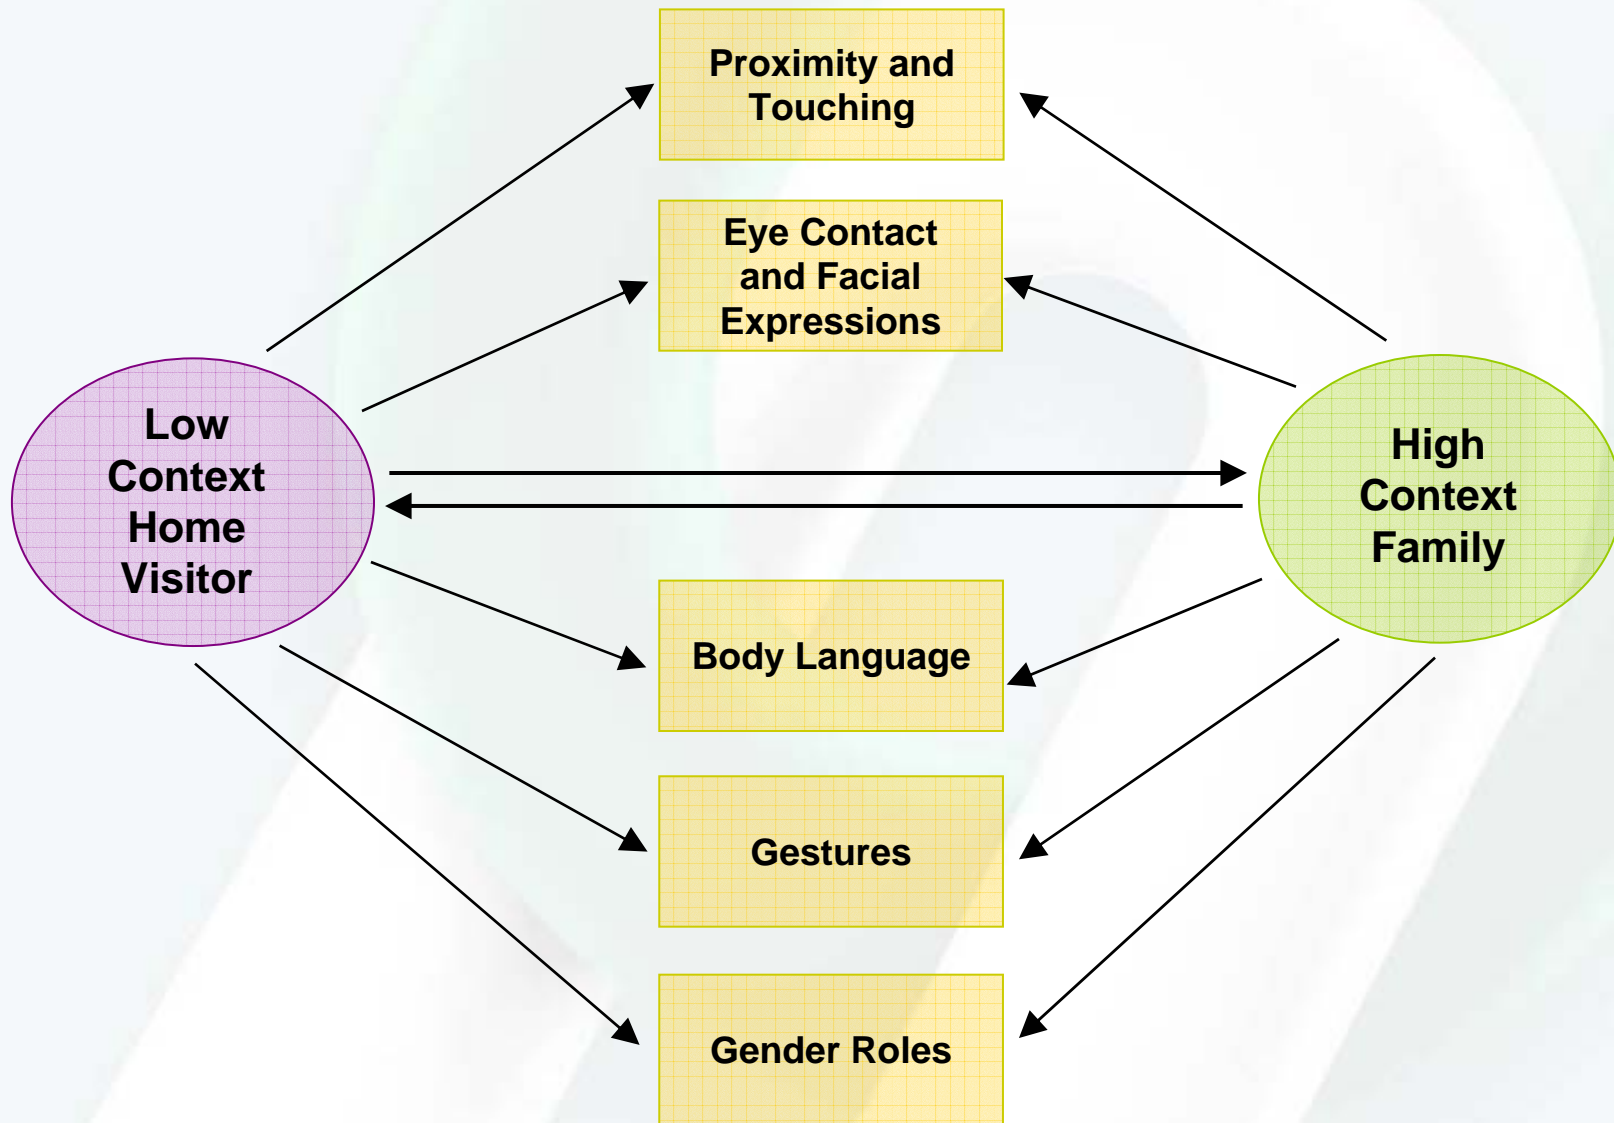 Proximity and
Touching
Eye Contact
and Facial
Expressions
Low
Context
Home
Visitor
High
Context
Family
Body Language
Gestures
Gender Roles